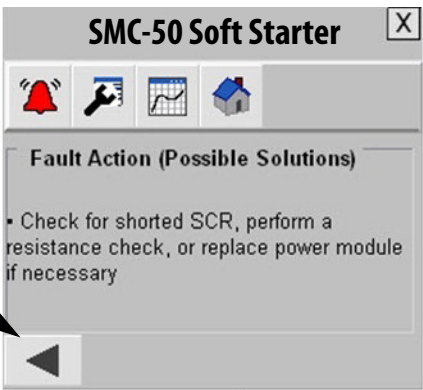 SMC-50 Soft Starter
X
Fault Action (Possible Solutions)
▪ Check for shorted SCR, perform a
resistance check, or replace power module
if necessary